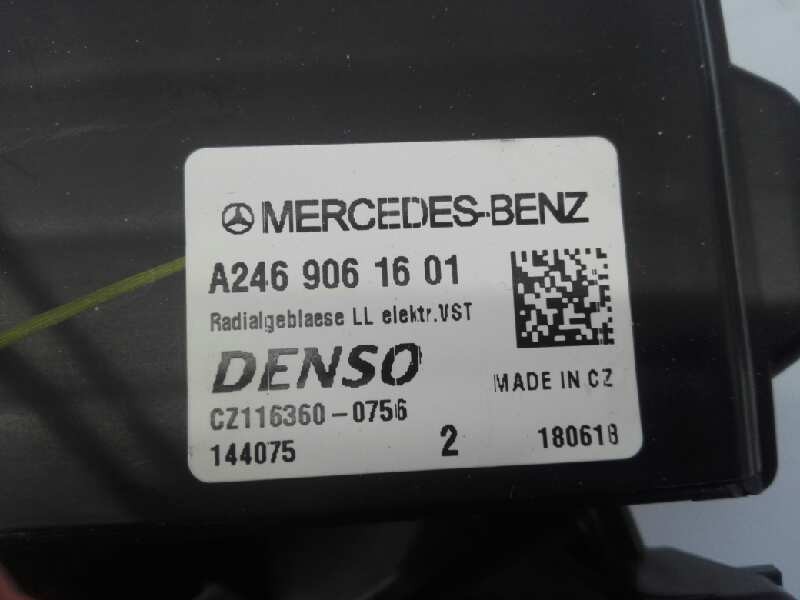 MERCEDES-BENZ
A246 906 16 01
Radialgeblaese LL elektr.VST
DENSO
MADE IN CZ
CZ116360-0756
144075
2
180618